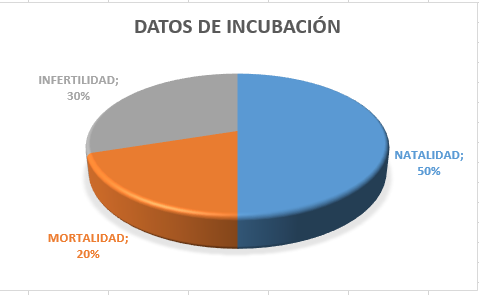 DATOS DE INCUBACIÓN
INFERTILIDAD;
30%
NATALIDAD;
50%
MORTALIDAD;
20%